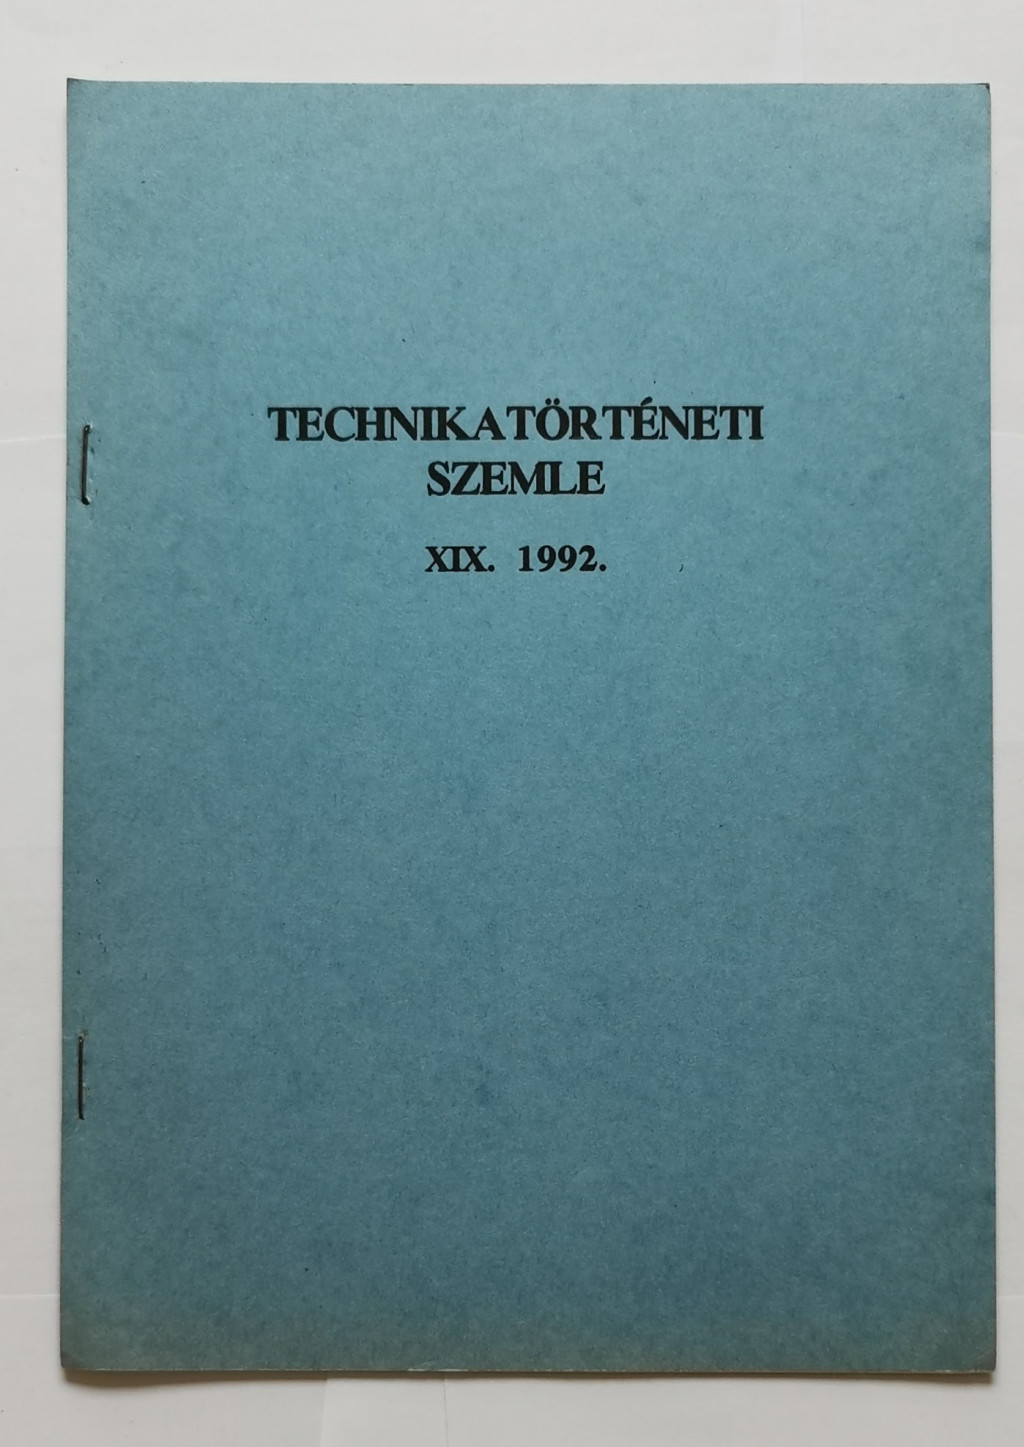 TECHNIKATÖRTÉNETI
SZEMLE
XIX. 1992.